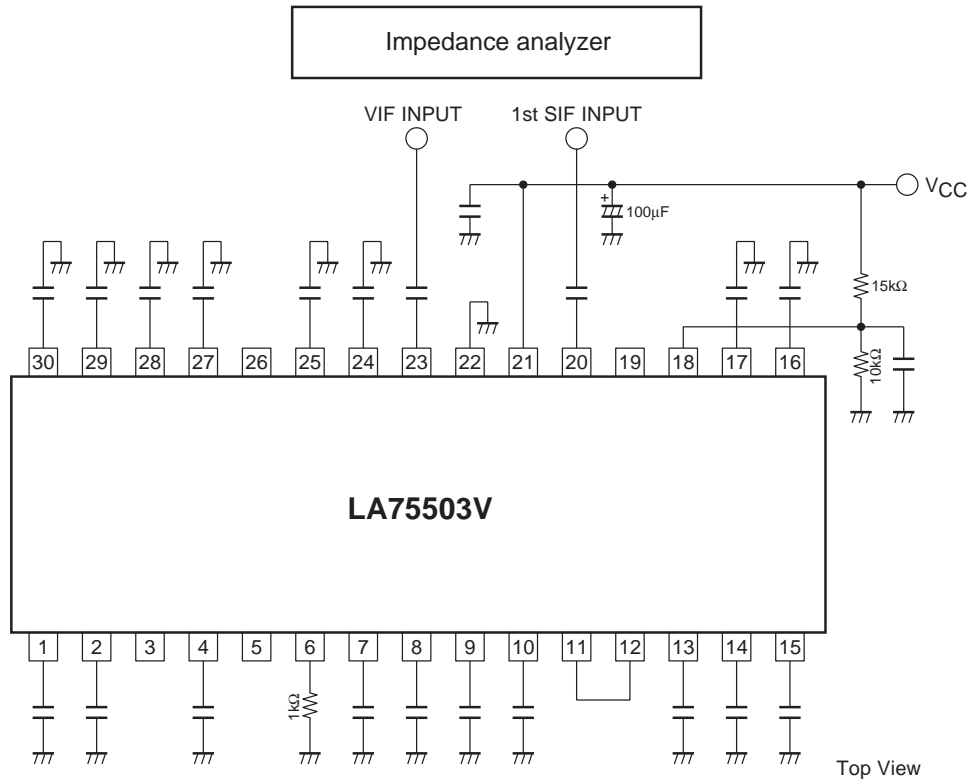 Impedance analyzer
VIF INPUT 1st SIF INPUT
VCC
+
100µF
15kΩ
30 29 28 27 26 25 24 23 22 21 20 19 18 17 16
10kΩ
LA75503V
1 2 3 4 5 6 7 8 9 10 11 12 13 14 15
1kΩ
Top View